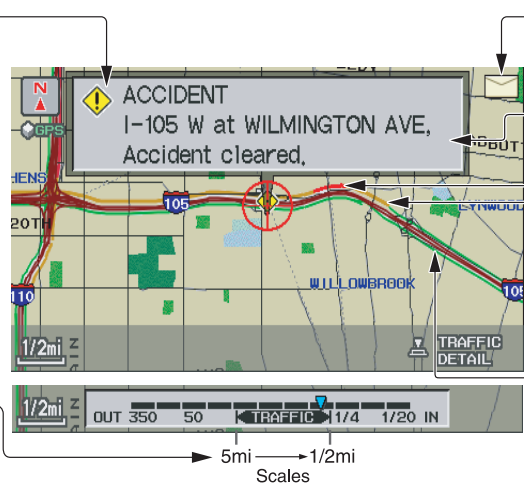 N
ACCIDENT
I-105 W at WILMINGTON AVE,
Accident cleared.
GPS
HENS
105
LYNWOOD
20TH
WILLOWBROOK
110
105
1/2mi
TRAFFIC
DETAIL
1/2mi
OUT 350 50 TRAFFIC 1/4 1/20 IN
5mi 1/2mi
Scales